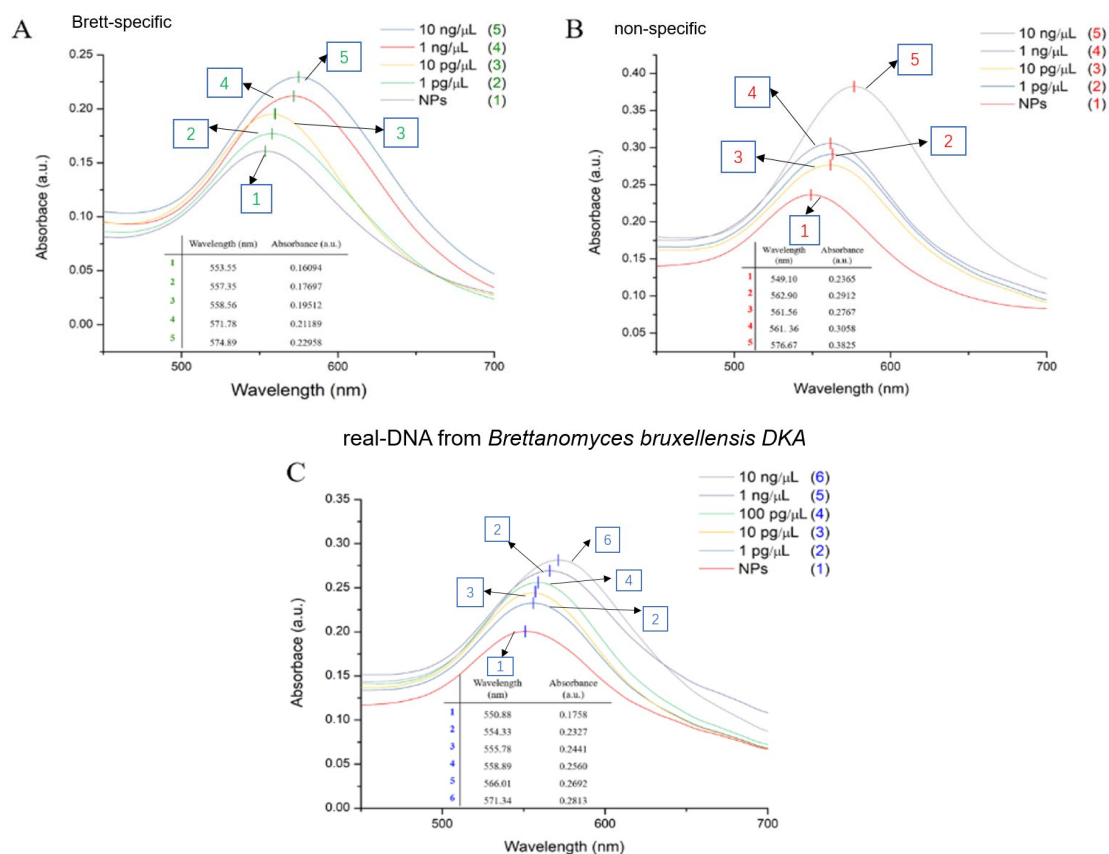 A
Brett-specific
10 ng/μL (5)
1 ng/μL (4)
10 pg/μL (3)
1 pg/μL (2)
NPs (1)
0.25
0.20
0.15
0.10
0.05
0.00
Absorbace (a.u.)
5
4
2
3
1
Wavelength (nm) Absorbance (a.u.)
1 553.55 0.16094
2 557.35 0.17697
3 558.56 0.19512
4 571.78 0.21189
5 574.89 0.22958
500 600 700
Wavelength (nm)
B
non-specific
10 ng/μL (5)
1 ng/μL (4)
10 pg/μL (3)
1 pg/μL (2)
NPs (1)
0.40
0.35
0.30
0.25
0.20
0.15
0.10
0.05
Absorbace (a.u.)
5
4
2
3
1
Wavelength Absorbance
(nm) (a.u.)
1 549.10 0.2365
2 562.90 0.2912
3 561.56 0.2767
4 561. 36 0.3058
5 576.67 0.3825
500 600 700
Wavelength (nm)
real-DNA from Brettanomyces bruxellensis DKA
C
10 ng/μL (6)
1 ng/μL (5)
100 pg/μL (4)
10 pg/μL (3)
1 pg/μL (2)
NPs (1)
0.35
0.30
0.25
0.20
0.15
0.10
0.05
0.00
Absorbace (a.u.)
2
6
4
3
2
1
Wavelength Absorbance
(nm) (a.u.)
1 550.88 0.1758
2 554.33 0.2327
3 555.78 0.2441
4 558.89 0.2560
5 566.01 0.2692
6 571.34 0.2813
500 600 700
Wavelength (nm)